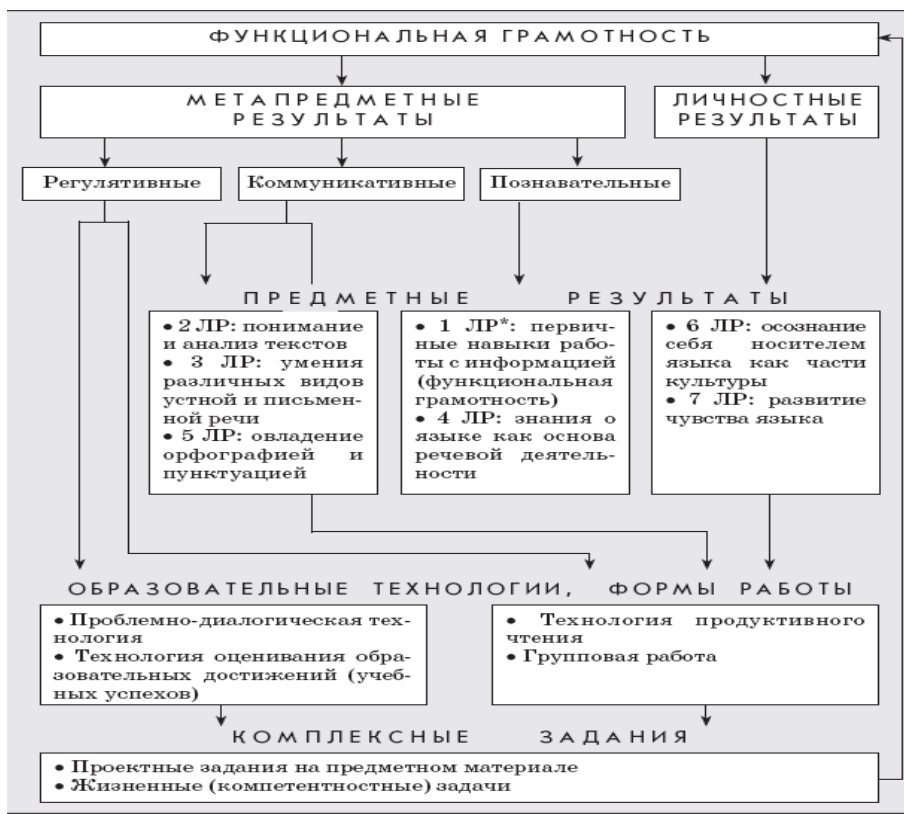 ФУНКЦИОНАЛЬНАЯ ГРАМОТНОСТЬ
МЕТАПРЕДМЕТНЫЕ
РЕЗУЛЬТАТЫ
ЛИЧНОСТНЫЕ
РЕЗУЛЬТАТЫ
Регулятивные
Коммуникативные
Познавательные
ПРЕДМЕТНЫЕ РЕЗУЛЬТАТЫ
• 2 ЛР: понимание
и анализ текстов
• 3 ЛР: умения
различных видов
устной и письмен-
ной речи
• 5 ЛР: овладение
орфографией и
пунктуацией
• 1 ЛР*: первич-
ные навыки рабо-
ты с информацией
(функциональная
грамотность)
• 4 ЛР: знания о
языке как основа
речевой деятель-
ности
• 6 ЛР: осознание
себя носителем
языка как части
культуры
• 7 ЛР: развитие
чувства языка
ОБРАЗОВАТЕЛЬНЫЕ ТЕХНОЛОГИИ, ФОРМЫ РАБОТЫ
• Проблемно-диалогическая тех-
нология
• Технология оценивания обра-
зовательных достижений (учеб-
ных успехов)
• Технология продуктивного
чтения
• Групповая работа
КОМПЛЕКСНЫЕ ЗАДАНИЯ
• Проектные задания на предметном материале
• Жизненные (компетентностные) задачи